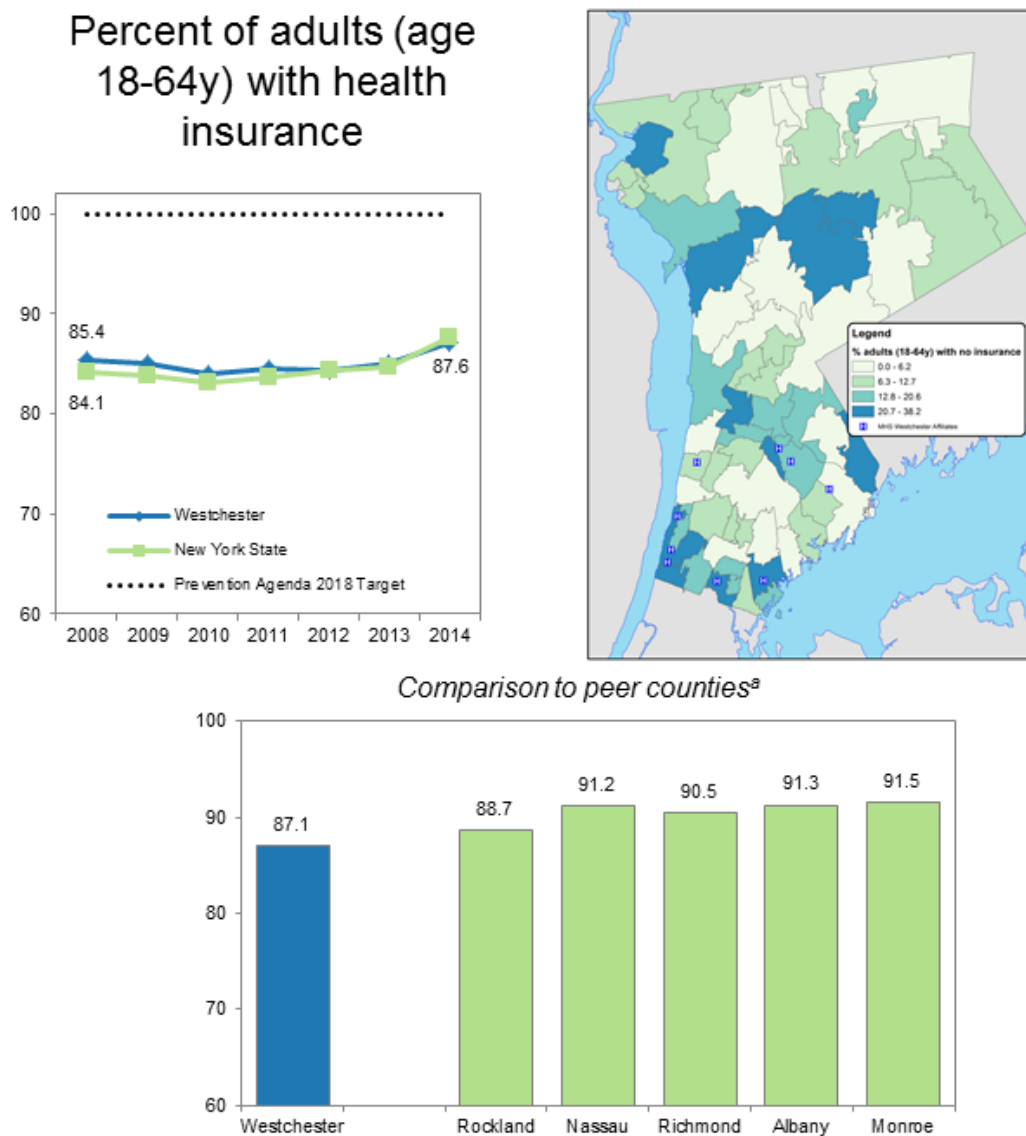 Percent of adults (age
18-64y) with health
insurance
100
90
80
70
60
85.4
84.1
87.6
Westchester
New York State
Prevention Agenda 2018 Target
2008 2009 2010 2011 2012 2013 2014
Legend
% adults (18-64y) with no insurance
0.0 - 6.2
6.3 - 12.7
12.8 - 20.6
20.7 - 38.2
H MHS Westchester Affiliates
H
H
H
H
H
H
H
H
H
Comparison to peer countiesª
100
90
80
70
60
87.1
88.7
91.2
90.5
91.3
91.5
Westchester Rockland Nassau Richmond Albany Monroe